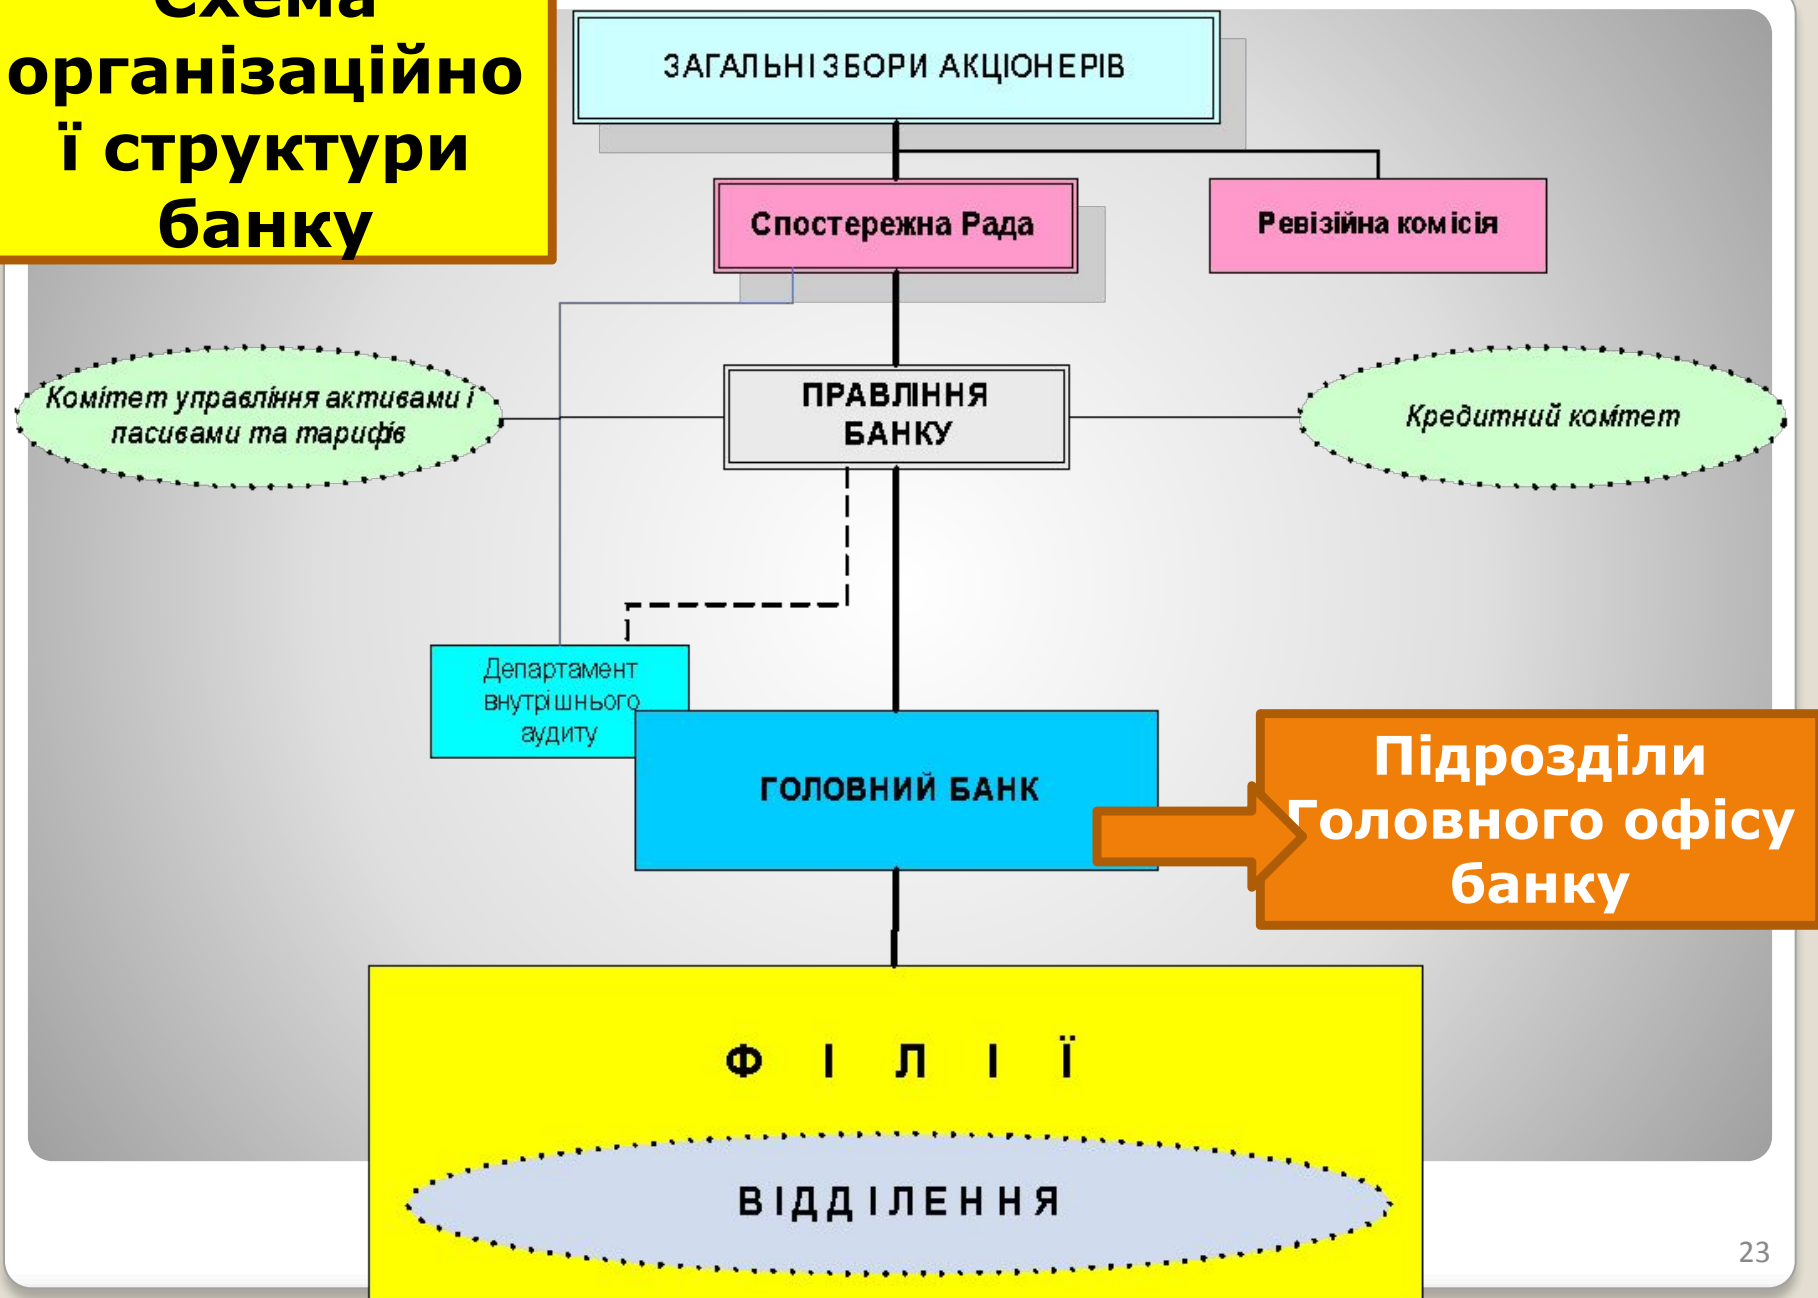 Схема
організаційно
ї структури
банку
ЗАГАЛЬНІ ЗБОРИ АКЦІОНЕРІВ
Спостережна Рада
Ревізійна комісія
Комітет управління активами і
пасивами та тарифів
ПРАВЛІННЯ
БАНКУ
Кредитний комітет
Департамент
внутрішнього
аудиту
ГОЛОВНИЙ БАНК
Підрозділи
Головного офісу
банку
Ф І Л І Ї
ВІДДІЛЕННЯ
23